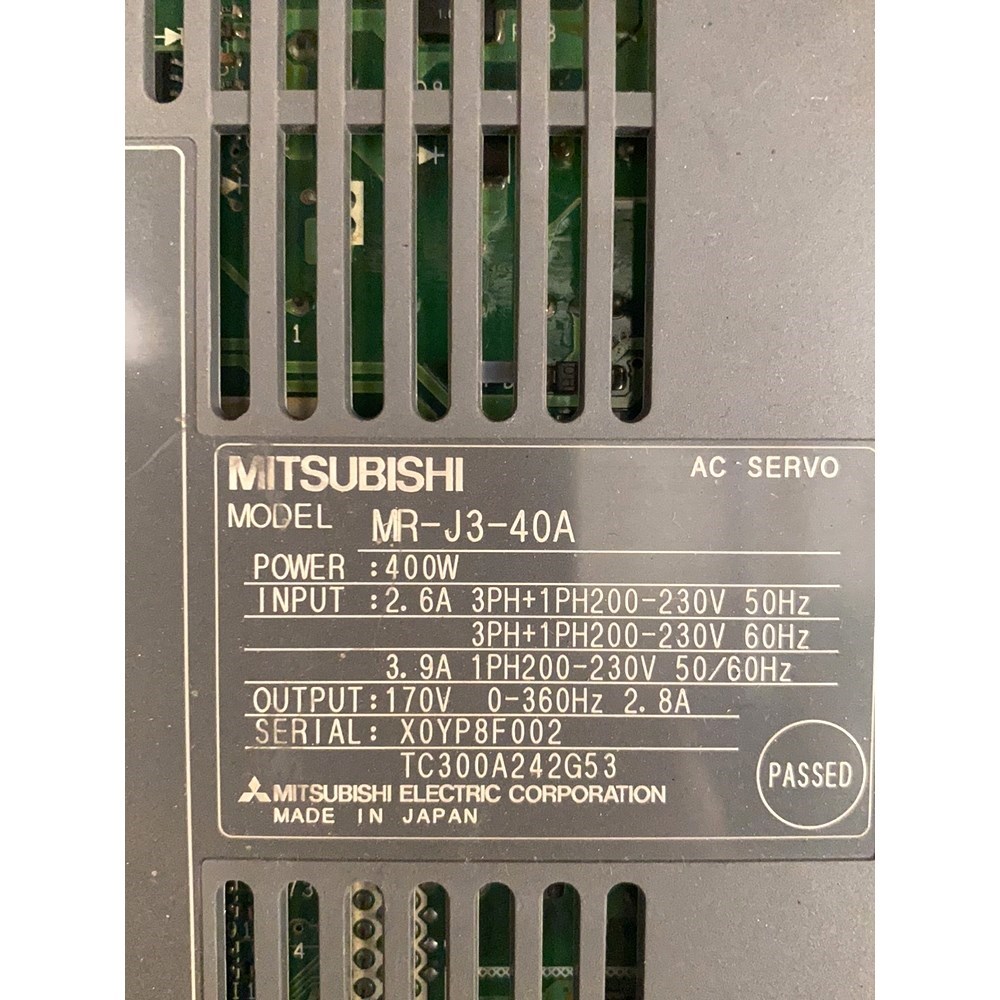 MITSUBISHI AC SERVO
MODEL MR-J3-40A
POWER :400W
INPUT :2.6A 3PH+1PH200-230V 50Hz
3PH+1PH200-230V 60Hz
3.9A 1PH200-230V 50/60Hz
OUTPUT:170V 0-360Hz 2.8A
SERIAL: X0YP8F002
TC300A242G53
PASSED
MITSUBISHI ELECTRIC CORPORATION
MADE IN JAPAN
1
4